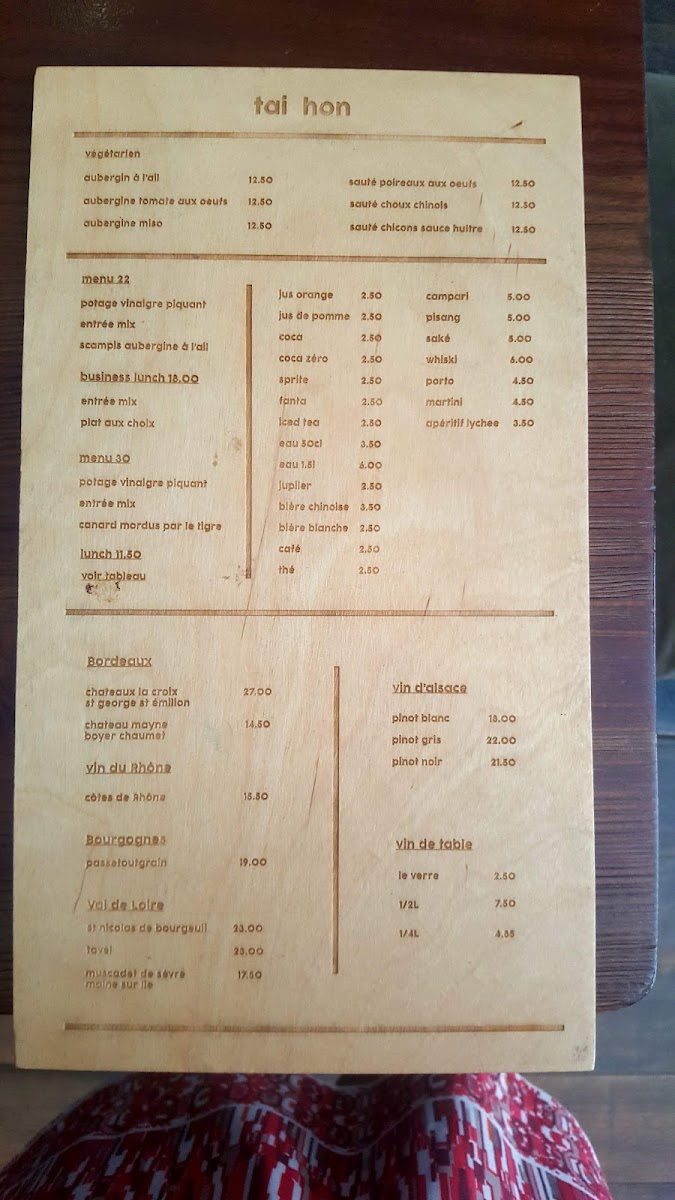 tai hon
végétarien
aubergin à l'ail 12.50
aubergine tomate aux oeufs 12.50
aubergine miso 12.50
sauté poireaux aux oeufs 12.50
sauté choux chinois 12.50
sauté chicons sauce huitre 12.50
menu 22
potage vinaigre piquant
entrée mix
scampis aubergine à l'ail
business lunch 18.00
entrée mix
plat aux choix
menu 30
potage vinaigre piquant
entrée mix
canard mordus par le tigre
lunch 11.50
voir tableau
jus orange 2.50
jus de pomme 2.50
coca 2.50
coca zéro 2.50
sprite 2.50
fanta 2.50
iced tea 2.50
eau 50cl 3.50
eau 1.5l 6.00
jupiler 2.50
bière chinoise 3.50
bière blanche 2.50
café 2.50
thé 2.50
campari 5.00
pisang 5.00
saké 5.00
whiski 6.00
porto 4.50
martini 4.50
apéritif lychee 3.50
Bordeaux
chateaux la croix 27.00
st george st émilion
chateau mayne 14.50
boyer chaumet
vin du Rhône
côtes de Rhône 15.50
Bourgognes
passetoutgrain 19.00
Val de Loire
st nicolas de bourgeuil 23.00
tavel 23.00
muscadet de sévré 17.50
maine sur lie
vin d'alsace
pinot blanc 18.00
pinot gris 22.00
pinot noir 21.50
vin de table
le verre 2.50
1/2L 7.50
1/4L 4.55